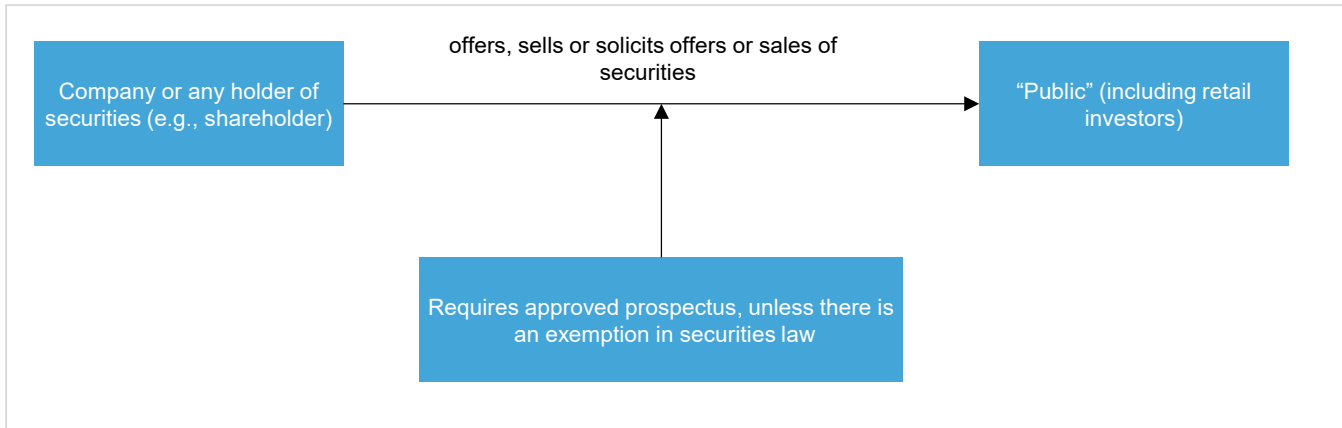 offers, sells or solicits offers or sales of
securities
Company or any holder of
securities (e.g., shareholder)
“Public” (including retail
investors)
Requires approved prospectus, unless there is
an exemption in securities law